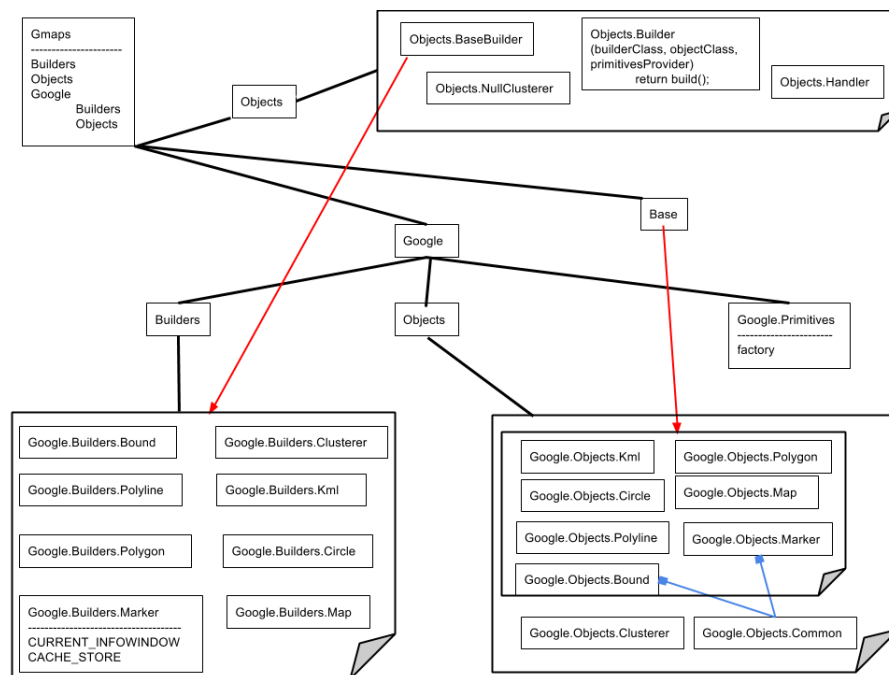 Gmaps
----------------------
Builders
Objects
Google
Builders
Objects
Objects
Objects.BaseBuilder
Objects.NullClusterer
Objects.Builder
(builderClass, objectClass,
primitivesProvider)
return build();
Objects.Handler
Base
Google
Builders
Objects
Google.Primitives
-----------------------
factory
Google.Builders.Bound
Google.Builders.Clusterer
Google.Builders.Polyline
Google.Builders.Kml
Google.Builders.Polygon
Google.Builders.Circle
Google.Builders.Marker
-------------------------------------
CURRENT_INFOWINDOW
CACHE_STORE
Google.Builders.Map
Google.Objects.Kml
Google.Objects.Polygon
Google.Objects.Circle
Google.Objects.Map
Google.Objects.Polyline
Google.Objects.Marker
Google.Objects.Bound
Google.Objects.Clusterer
Google.Objects.Common